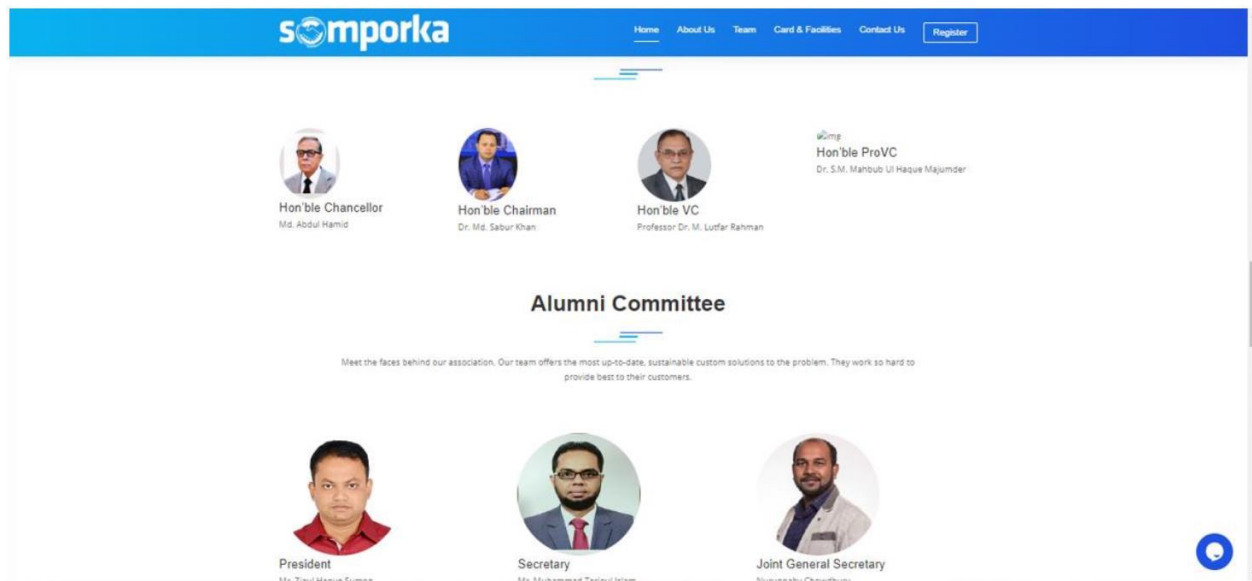 somporka
Home About Us Team Card & Facilities Contact Us Register
img
Hon'ble Chancellor
Md. Abdul Hamid
Hon'ble Chairman
Dr. Md. Sabur Khan
Hon'ble VC
Professor Dr. M. Lutfar Rahman
Hon'ble ProVC
Dr. S.M. Mahbub Ul Haque Majumder
Alumni Committee
Meet the faces behind our association. Our team offers the most up-to-date, sustainable custom solutions to the problem. They work so hard to
provide best to their customers.
President
Secretary
Joint General Secretary